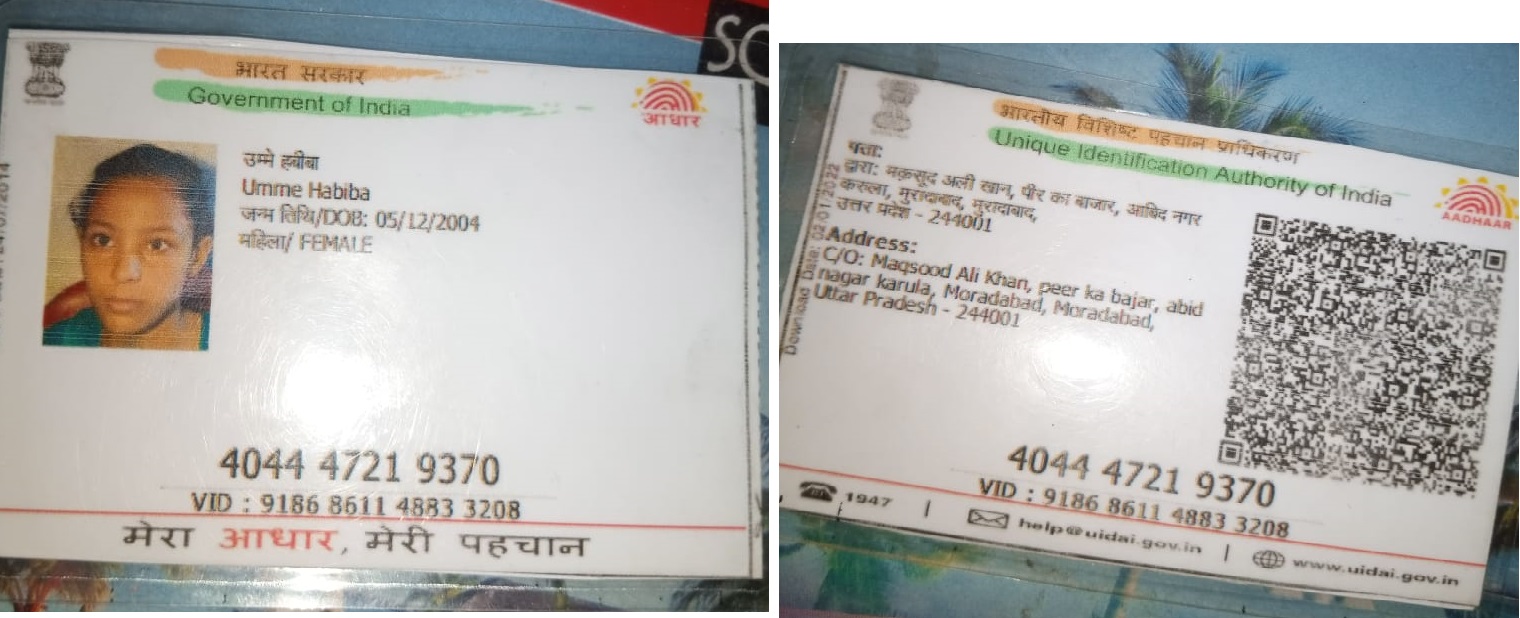 भारत सरकार
Government of India
आधार
उम्मे हबीबा
Umme Habiba
जन्म तिथि/DOB: 05/12/2004
महिला/ FEMALE
4044 4721 9370
VID : 9186 8611 4883 3208
मेरा आधार, मेरी पहचान
भारतीय विशिष्ट पहचान प्राधिकरण
Unique Identification Authority of India
AADHAAR
पता:
द्वारा: मक़सूद अली खान, पीर का बाजार, आबिद नगर
करुला, मुरादाबाद, मुरादाबाद,
उत्तर प्रदेश - 244001
Address:
C/O: Maqsood Ali Khan, peer ka bajar, abid
nagar karula, Moradabad, Moradabad,
Uttar Pradesh - 244001
Download Date:
4044 4721 9370
VID : 9186 8611 4883 3208
1947 | help@uidai.gov.in | www.uidai.gov.in